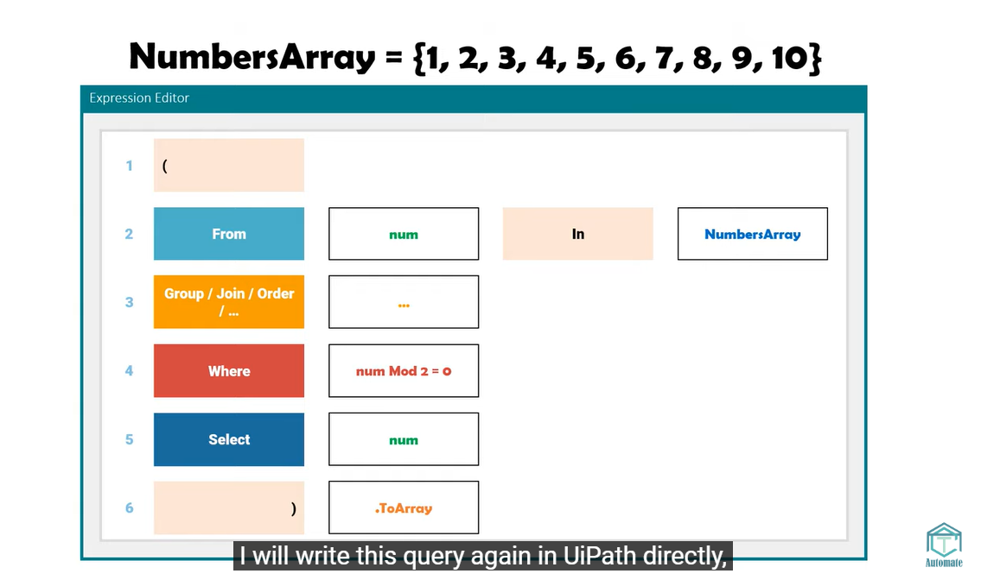 NumbersArray = {1, 2, 3, 4, 5, 6, 7, 8, 9, 10}
Expression Editor
1 (
2 From num In NumbersArray
3 Group / Join / Order
/ ... ...
4 Where num Mod 2 = 0
5 Select num
6 ) .ToArray
I will write this query again in UiPath directly,
T
Automate